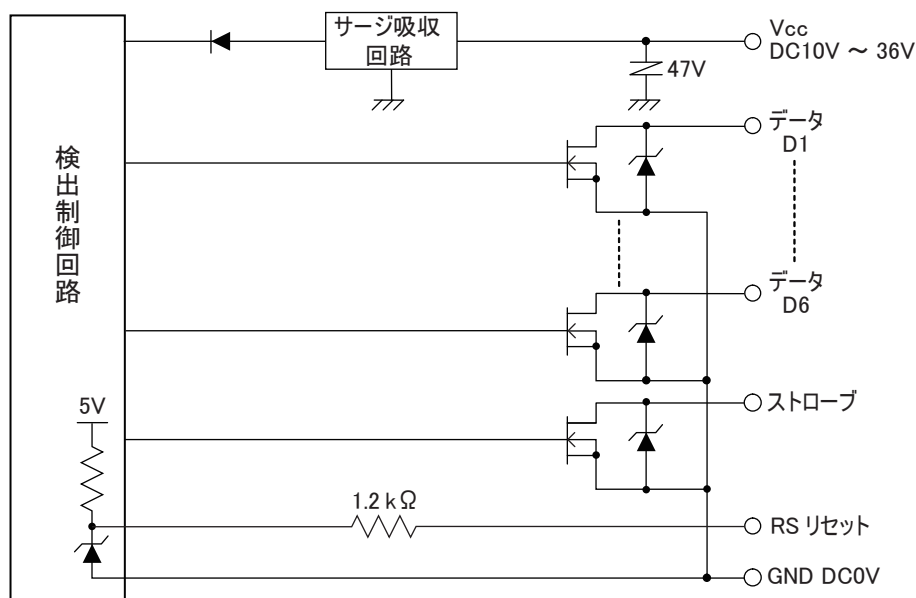 サージ吸収
回路
Vcc
DC10V ～ 36V
47V
データ
D1
検出制御回路
データ
D6
5V
ストローブ
1.2 k Ω
RS リセット
GND DC0V